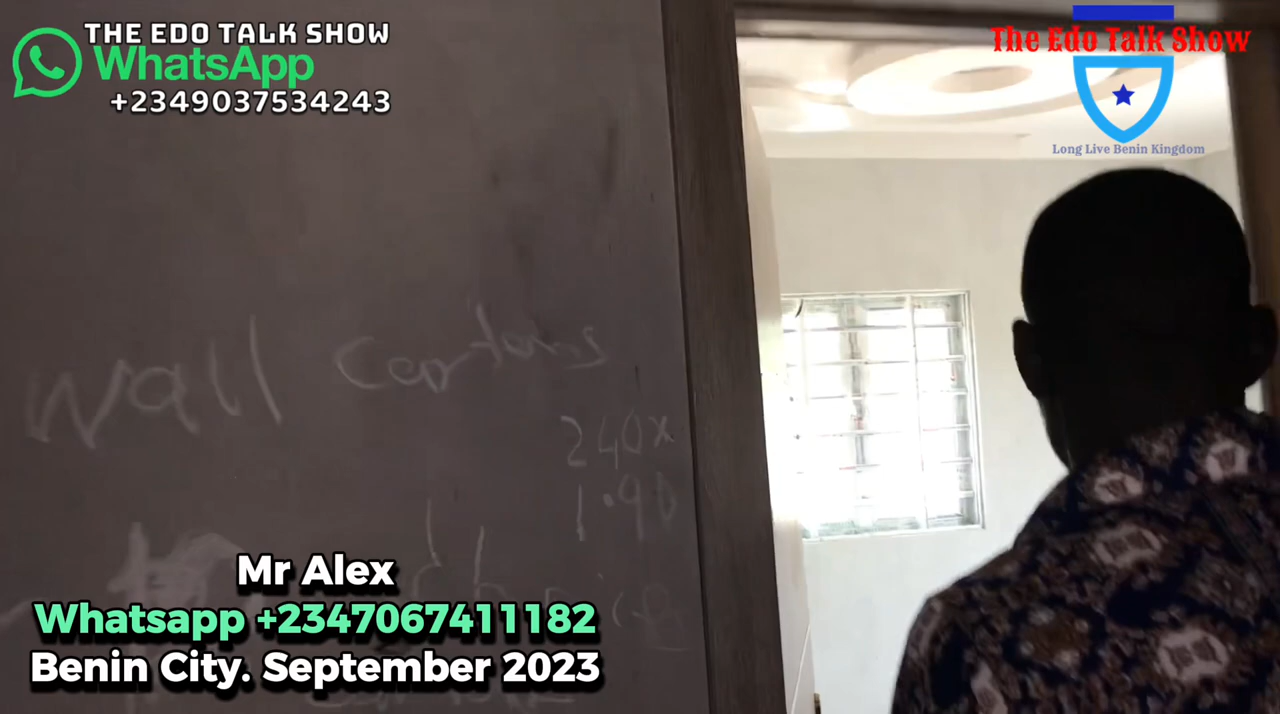 THE EDO TALK SHOW
WhatsApp
+2349037534243
The Edo Talk Show
Long Live Benin Kingdom
Wall
240x
1.90
Mr Alex
Whatsapp +2347067411182
Benin City. September 2023